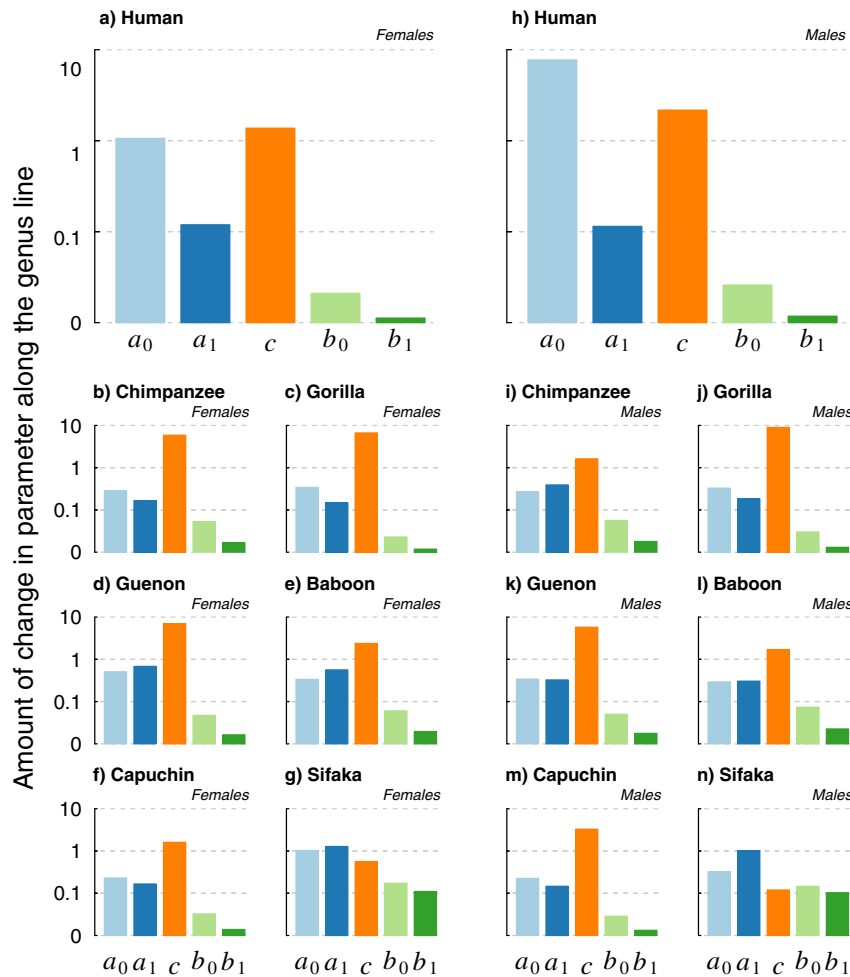 Amount of change in parameter along the genus line
a) Human
Females
10
1
0.1
0
a₀ a₁ c b₀ b₁
h) Human
Males
a₀ a₁ c b₀ b₁
b) Chimpanzee
Females
10
1
0.1
0
c) Gorilla
Females
i) Chimpanzee
Males
j) Gorilla
Males
d) Guenon
Females
10
1
0.1
0
e) Baboon
Females
k) Guenon
Males
l) Baboon
Males
f) Capuchin
Females
10
1
0.1
0
a₀ a₁ c b₀ b₁
g) Sifaka
Females
a₀ a₁ c b₀ b₁
m) Capuchin
Males
a₀ a₁ c b₀ b₁
n) Sifaka
Males
a₀ a₁ c b₀ b₁